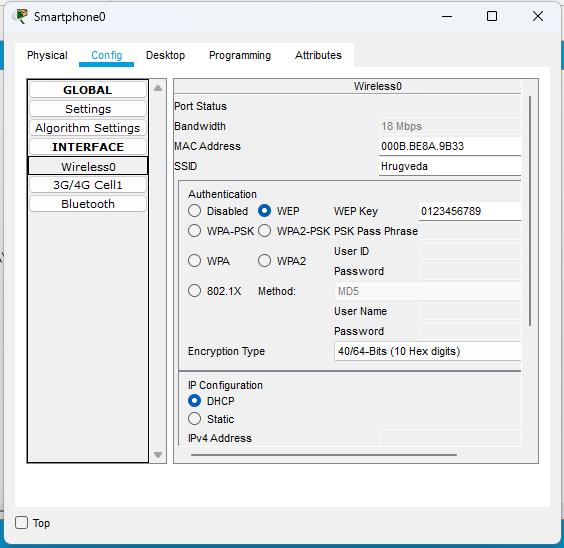 Smartphone0
Physical Config Desktop Programming Attributes
GLOBAL
Settings
Algorithm Settings
INTERFACE
Wireless0
3G/4G Cell1
Bluetooth
Wireless0
Port Status
Bandwidth 18 Mbps
MAC Address 000B.BE8A.9B33
SSID Hrugveda
Authentication
Disabled WEP WEP Key 0123456789
WPA-PSK WPA2-PSK PSK Pass Phrase
User ID
WPA WPA2
Password
802.1X Method: MD5
User Name
Password
Encryption Type 40/64-Bits (10 Hex digits)
IP Configuration
DHCP
Static
IPv4 Address
Top